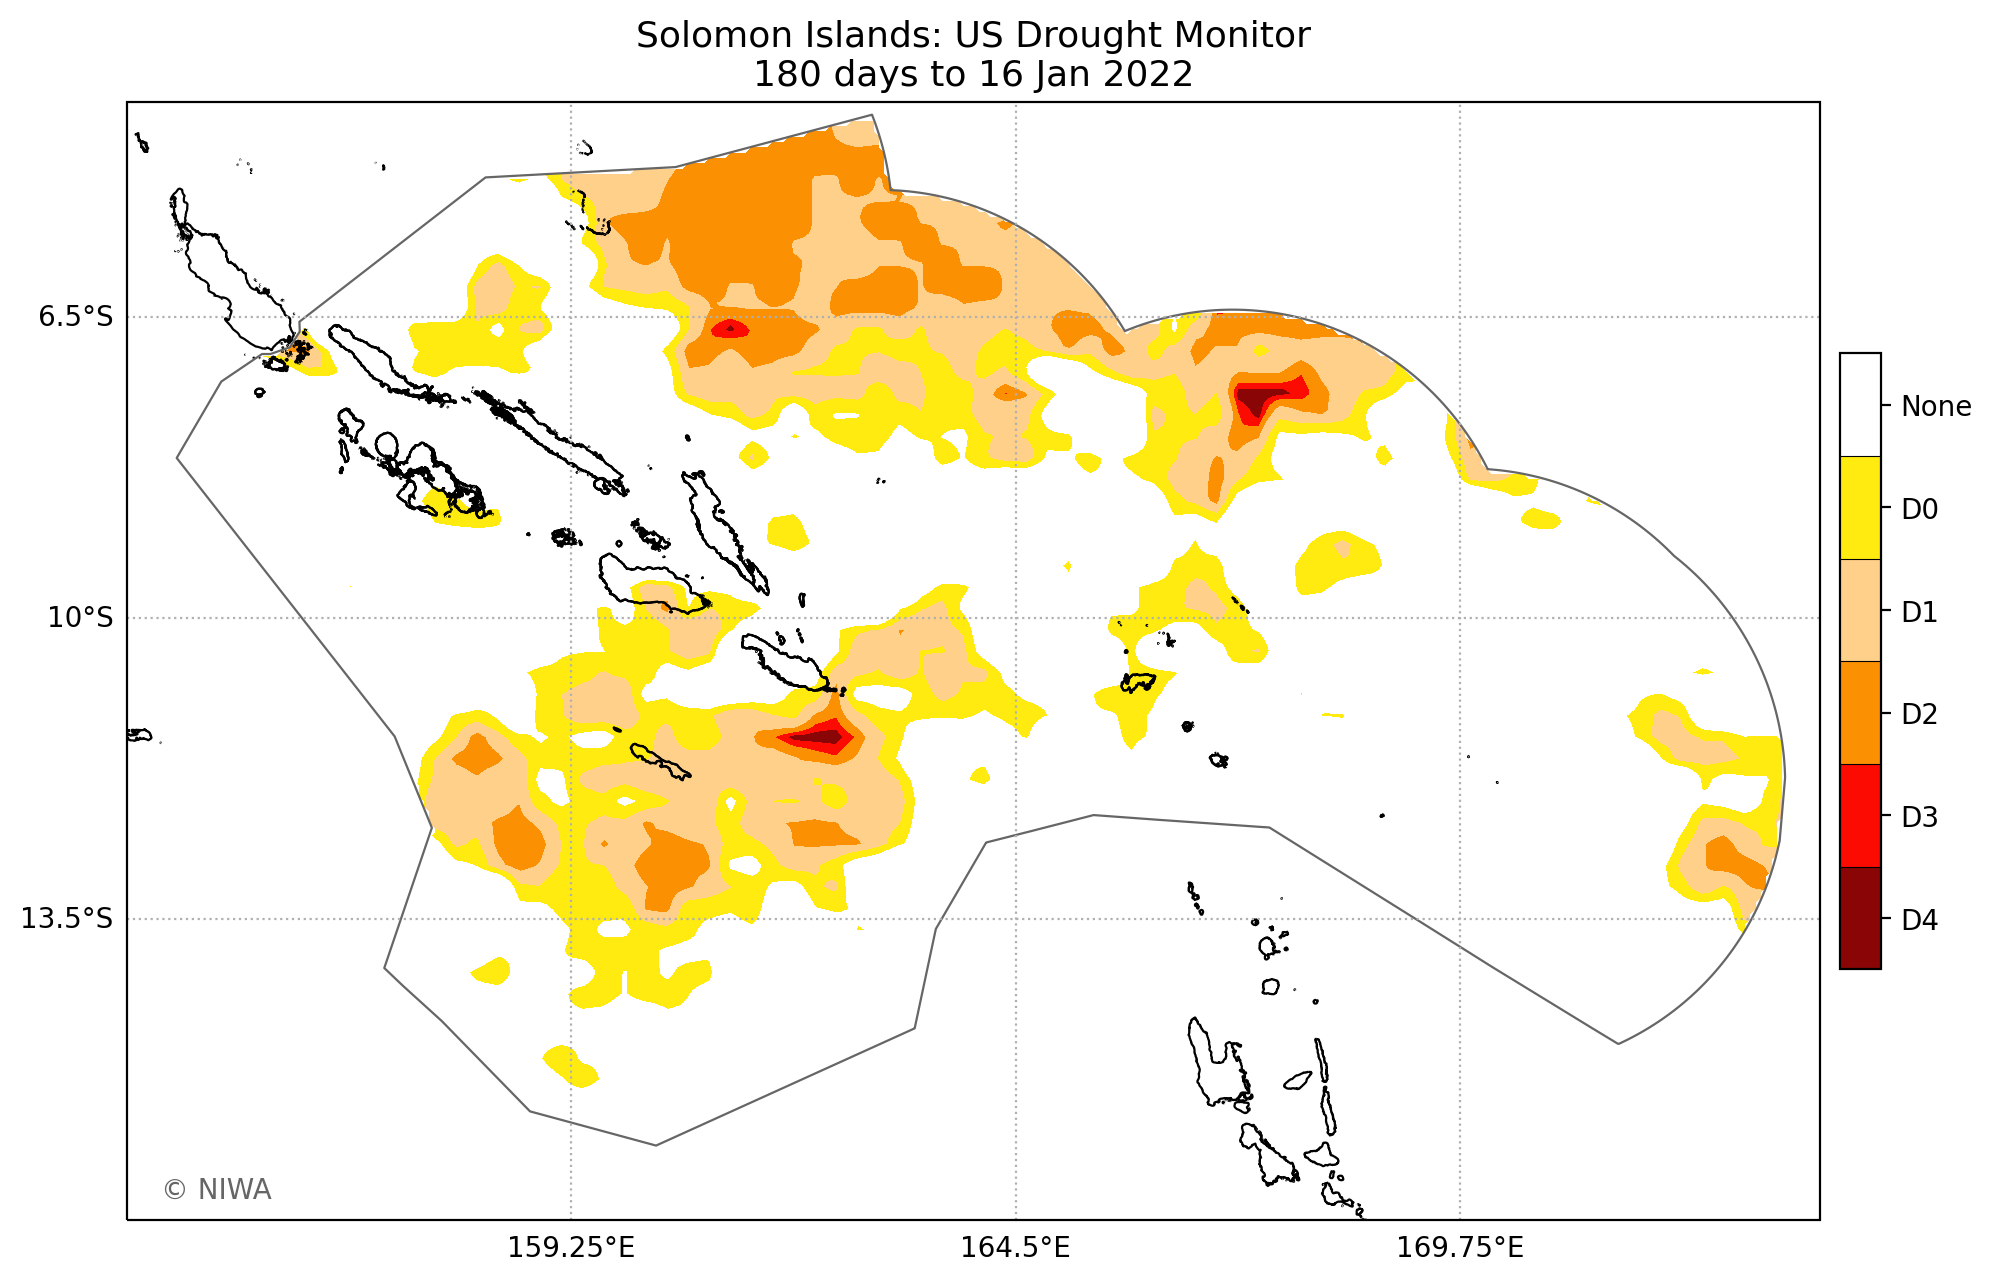 Solomon Islands: US Drought Monitor
180 days to 16 Jan 2022
6.5°S
10°S
13.5°S
159.25°E
164.5°E
169.75°E
None
D0
D1
D2
D3
D4
© NIWA